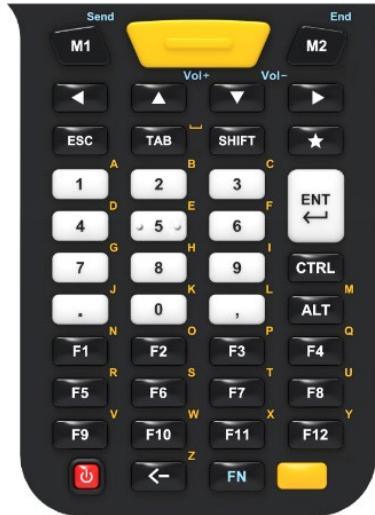 Send End
M1 M2
Vol+ Vol−
ESC TAB SHIFT
A B C
1 2 3 ENT
D E F
4 5 6
G H I
7 8 9 CTRL
J K L M
. 0 , ALT
N O P Q
F1 F2 F3 F4
R S T U
F5 F6 F7 F8
V W X Y
F9 F10 F11 F12
Z
FN